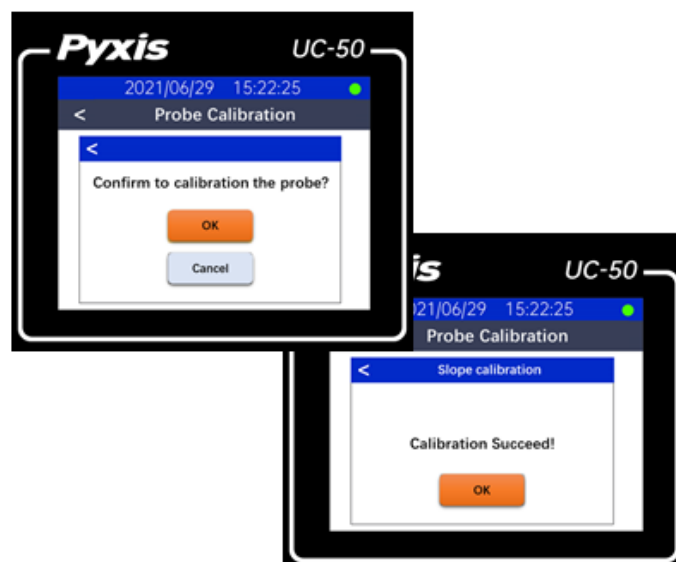 Pyxis UC-50
2021/06/29 15:22:25
< Probe Calibration
<
Confirm to calibration the probe?
OK
Cancel
is UC-50
021/06/29 15:22:25
Probe Calibration
< Slope calibration
Calibration Succeed!
OK